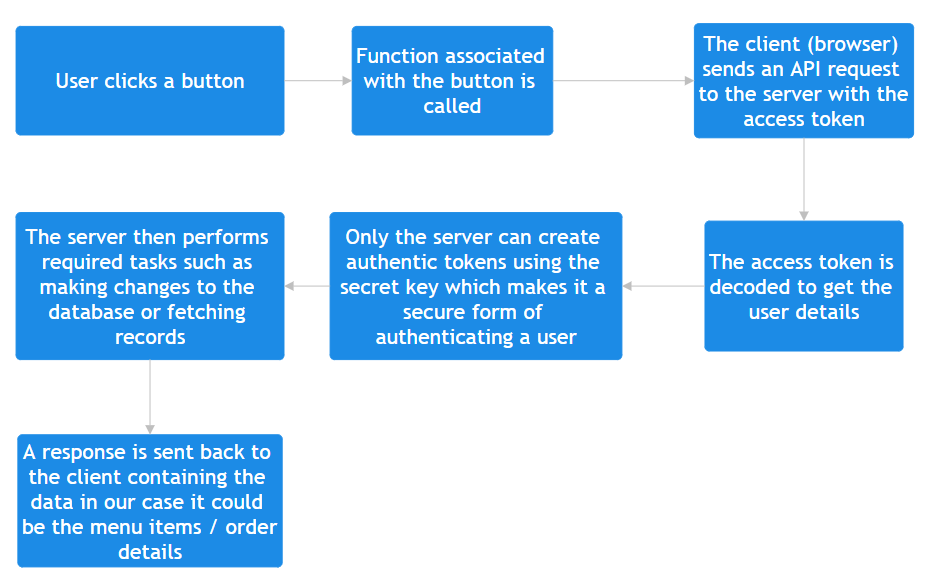 User clicks a button
Function associated
with the button is
called
The client (browser)
sends an API request
to the server with the
access token
The access token is
decoded to get the
user details
Only the server can create
authentic tokens using the
secret key which makes it a
secure form of
authenticating a user
The server then performs
required tasks such as
making changes to the
database or fetching
records
A response is sent back to
the client containing the
data in our case it could
be the menu items / order
details